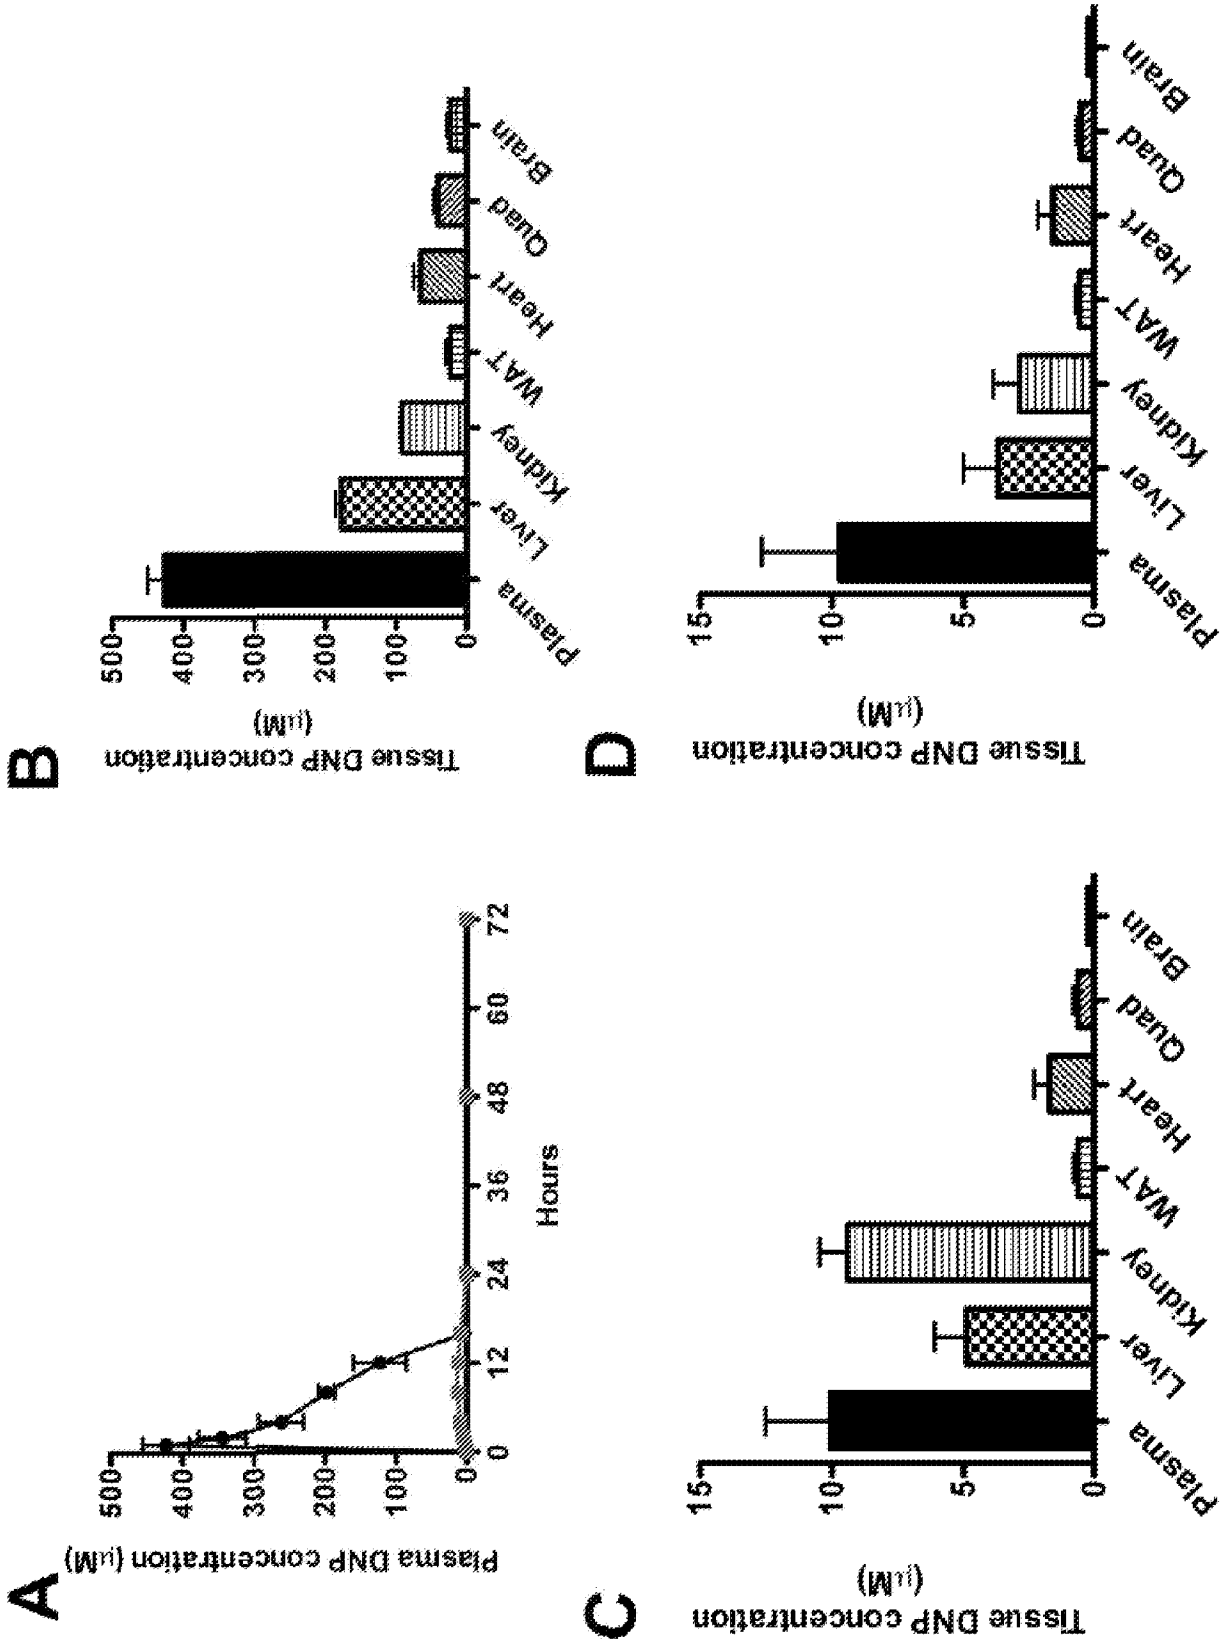 A
Plasma DNP concentration (μM)
500
400
300
200
100
0
0
12
24
36
48
60
72
Hours
B
Tissue DNP concentration
(μM)
500
400
300
200
100
0
Plasma
Liver
Kidney
WAT
Heart
Quad
Brain
C
Tissue DNP concentration
(μM)
15
10
5
0
Plasma
Liver
Kidney
WAT
Heart
Quad
Brain
D
Tissue DNP concentration
(μM)
15
10
5
0
Plasma
Liver
Kidney
WAT
Heart
Quad
Brain